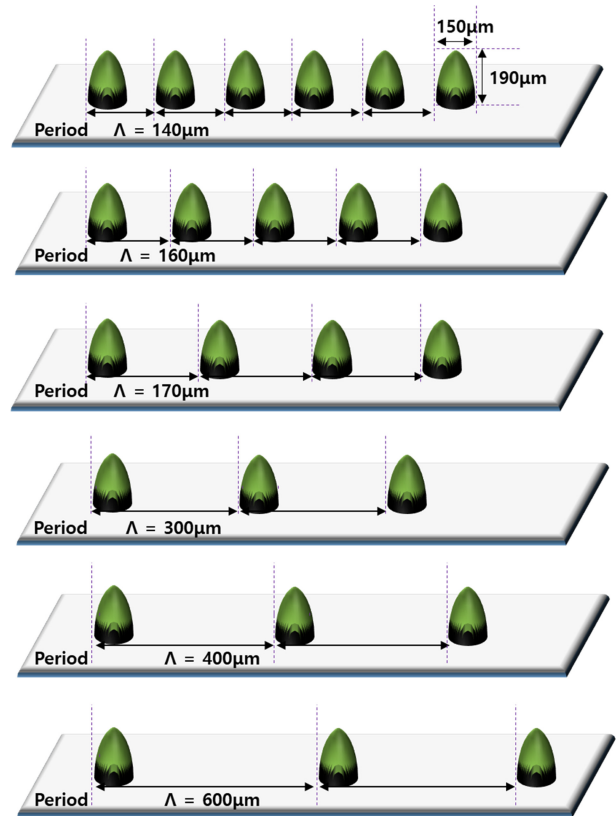 150μm
190μm
Period Λ = 140μm
Period Λ = 160μm
Period Λ = 170μm
Period Λ = 300μm
Period Λ = 400μm
Period Λ = 600μm